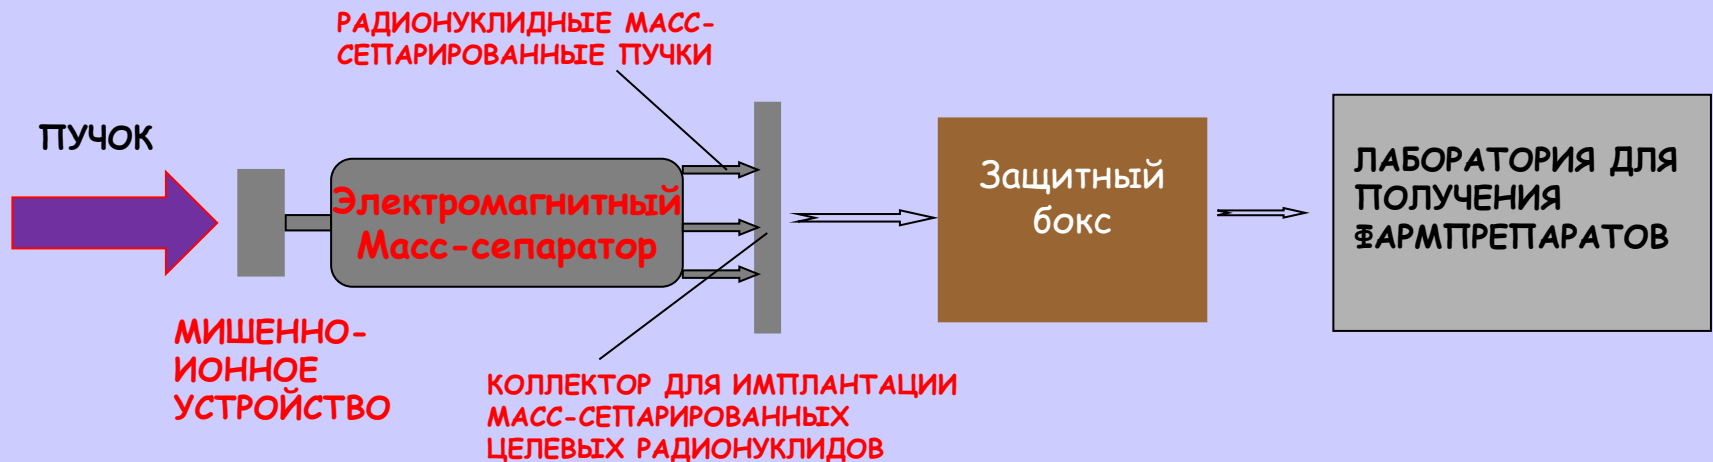 РАДИОНУКЛИДНЫЕ МАСС-
СЕПАРИРОВАННЫЕ ПУЧКИ
ПУЧОК
Электромагнитный
Масс-сепаратор
Защитный
бокс
ЛАБОРАТОРИЯ ДЛЯ
ПОЛУЧЕНИЯ
ФАРМПРЕПАРАТОВ
МИШЕННО-
ИОННОЕ
УСТРОЙСТВО
КОЛЛЕКТОР ДЛЯ ИМПЛАНТАЦИИ
МАСС-СЕПАРИРОВАННЫХ
ЦЕЛЕВЫХ РАДИОНУКЛИДОВ